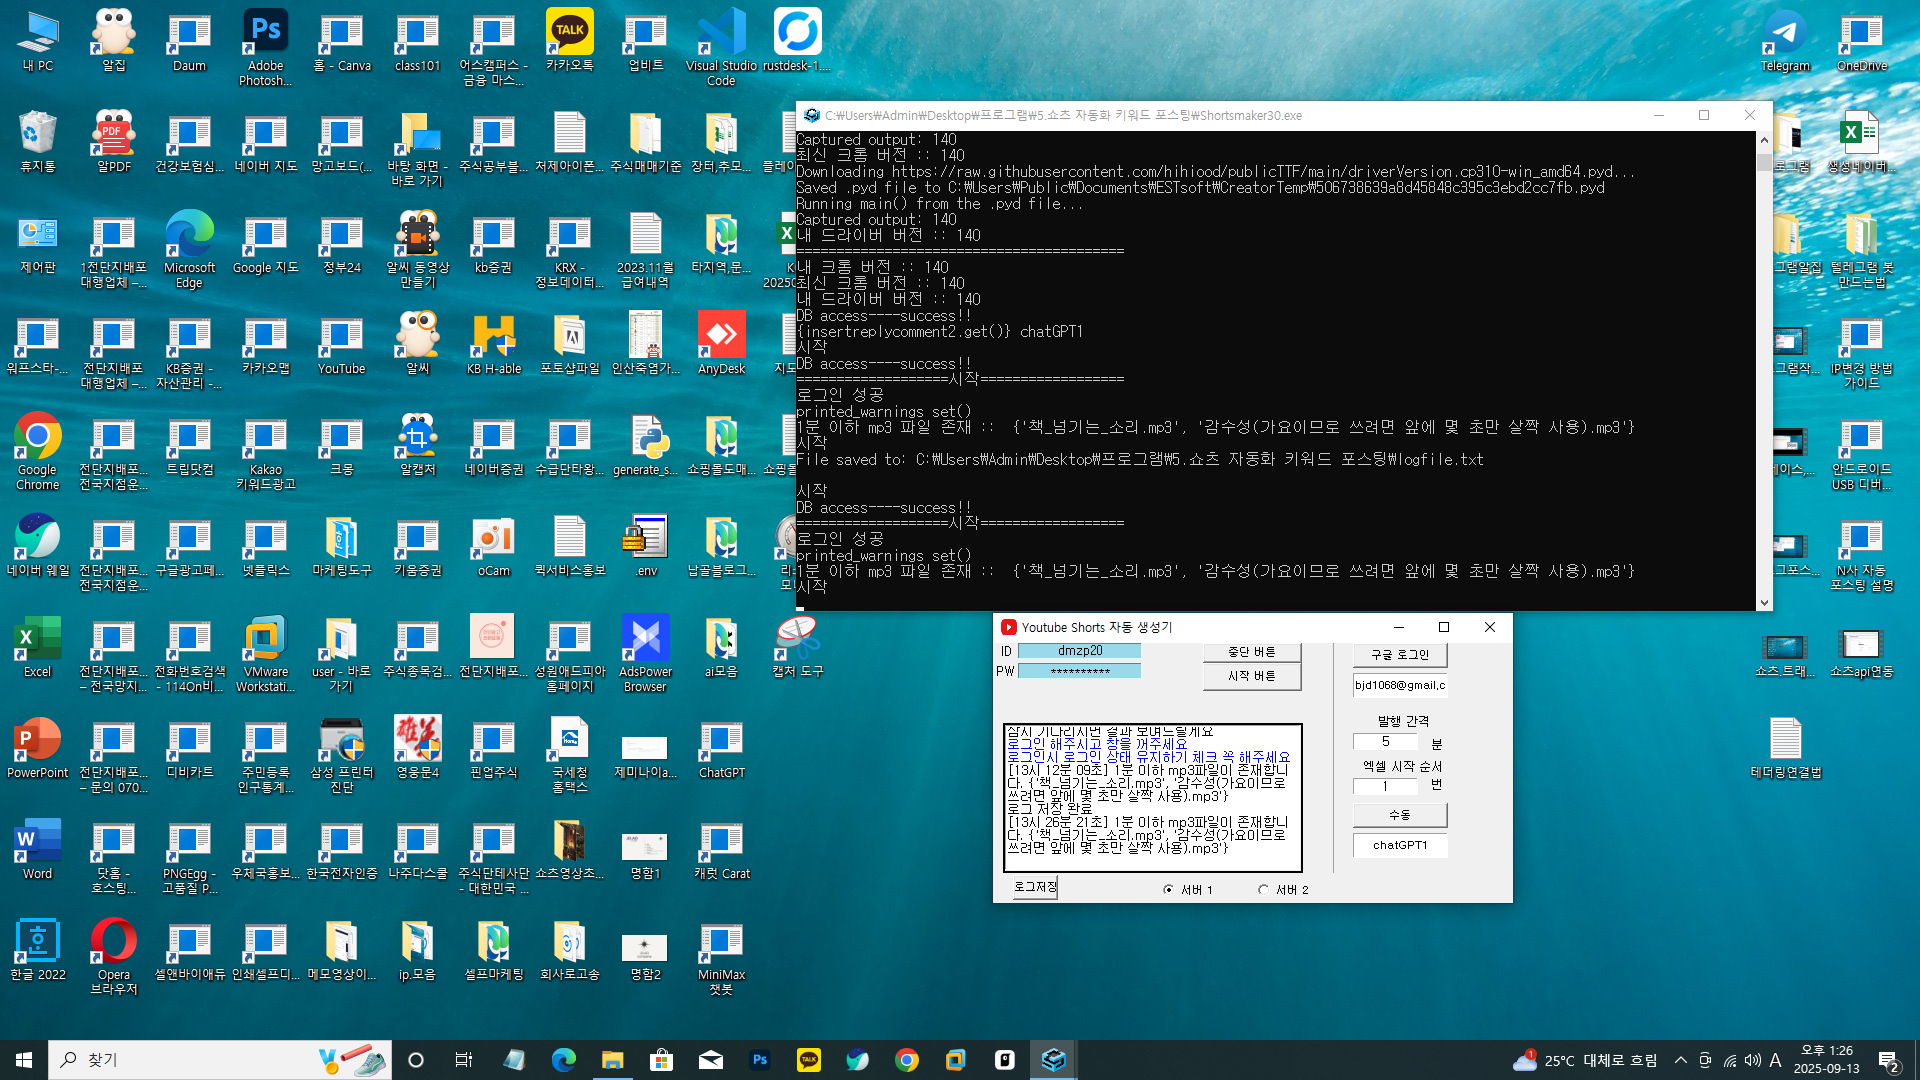 내 PC
알집
Daum
Adobe
Photosh...
홈 - Canva
class101
어스캠퍼스 -
금융 마스...
카카오톡
업비트
Visual Studio
Code
rustdesk-1....
Telegram
OneDrive
휴지통
알PDF
건강보험심...
네이버 지도
망고보드(...
바탕 화면 -
바로 가기
주식공부블...
처제아이폰...
주식매매기준
장터,추모...
플레이
로그램
생성네이버...
제어판
1전단지배포
대행업체 –...
Microsoft
Edge
Google 지도
정부24
알씨 동영상
만들기
kb증권
KRX -
정보데이터...
2023.11월
급여내역
타지역,문...
2025
그램알집
텔레그램 봇
만드는법
워프스타-...
전단지배포
대행업체 –...
KB증권 -
자산관리 -...
카카오맵
YouTube
알씨
KB H-able
포토샵파일
인산죽염가...
AnyDesk
지도
그램작...
IP변경 방법
가이드
Google
Chrome
전단지배포...
전국지점운...
트립닷컴
Kakao
키워드광고
크몽
알캡처
네이버증권
수급단타왕...
generate_s...
쇼핑몰도매...
쇼핑몰
이스,...
안드로이드
USB 디버...
네이버 웨일
전단지배포...
전국지점운...
구글광고페...
넷플릭스
마케팅도구
키움증권
oCam
퀵서비스홍보
.env
납골블로그...
리
모
그포스...
N사 자동
포스팅 설명
Excel
전단지배포...
– 전국망지...
전화번호검색
- 114On비...
VMware
Workstati...
user - 바로
가기
주식종목검...
전단지배포...
성원애드피아
홈페이지
AdsPower
Browser
ai모음
캡처 도구
쇼츠.트래...
쇼츠api연동
PowerPoint
전단지배포...
– 문의 070...
디비카트
주민등록
인구통계...
삼성 프린터
진단
영웅문4
핀업주식
국세청
홈택스
제미나이a...
ChatGPT
테더링연결법
Word
닷홈 -
호스팅...
PNGEgg -
고품질 P...
우체국홍보...
한국전자인증
나주다스쿨
주식단테사단
- 대한민국 ...
쇼츠영상초...
명함1
캐럿 Carat
한글 2022
Opera
브라우저
셀앤바이애듀
인쇄셀프디...
메모영상이...
ip.모음
셀프마케팅
회사로고송
명함2
MiniMax
챗봇
C:\Users\Admin\Desktop\프로그램\5.쇼츠 자동화 키워드 포스팅\Shortsmaker30.exe
Captured output: 140
최신 크롬 버전 :: 140
Downloading https://raw.githubusercontent.com/hihiood/publicTTF/main/driverVersion.cp310-win_amd64.pyd...
Saved .pyd file to C:\Users\Public\Documents\ESTsoft\CreatorTemp\506738639a8d45848c395c3ebd2cc7fb.pyd
Running main() from the .pyd file...
Captured output: 140
내 드라이버 버전 :: 140
=========================================
내 크롬 버전 :: 140
최신 크롬 버전 :: 140
내 드라이버 버전 :: 140
DB access----success!!
{insertreplycomment2.get()} chatGPT1
시작
DB access----success!!
===================시작==================
로그인 성공
printed_warnings set()
1분 이하 mp3 파일 존재 ::  {'책_넘기는_소리.mp3', '감수성(가요이므로 쓰려면 앞에 몇 초만 살짝 사용).mp3'}
시작
File saved to: C:\Users\Admin\Desktop\프로그램\5.쇼츠 자동화 키워드 포스팅\logfile.txt
시작
DB access----success!!
===================시작==================
로그인 성공
printed_warnings set()
1분 이하 mp3 파일 존재 ::  {'책_넘기는_소리.mp3', '감수성(가요이므로 쓰려면 앞에 몇 초만 살짝 사용).mp3'}
시작
Youtube Shorts 자동 생성기
ID
dmzp20
중단 버튼
구글 로그인
PW
**********
시작 버튼
bjd1068@gmail.c
발행 간격
5
분
엑셀 시작 순서
1
번
수동
chatGPT1
잠시 기다리시면 결과 보여드릴게요
로그인 해주시고 창을 꺼주세요
로그인시 로그인 상태 유지하기 체크 꼭 해주세요
[13시 12분 09초] 1분 이하 mp3파일이 존재합니
다. {'책_넘기는_소리.mp3', '감수성(가요이므로
쓰려면 앞에 몇 초만 살짝 사용).mp3'}
로그 저장 완료
[13시 26분 21초] 1분 이하 mp3파일이 존재합니
다. {'책_넘기는_소리.mp3', '감수성(가요이므로
쓰려면 앞에 몇 초만 살짝 사용).mp3'}
로그저장
서버 1
서버 2
찾기
25°C 대체로 흐림
A
오후 1:26
2025-09-13
2